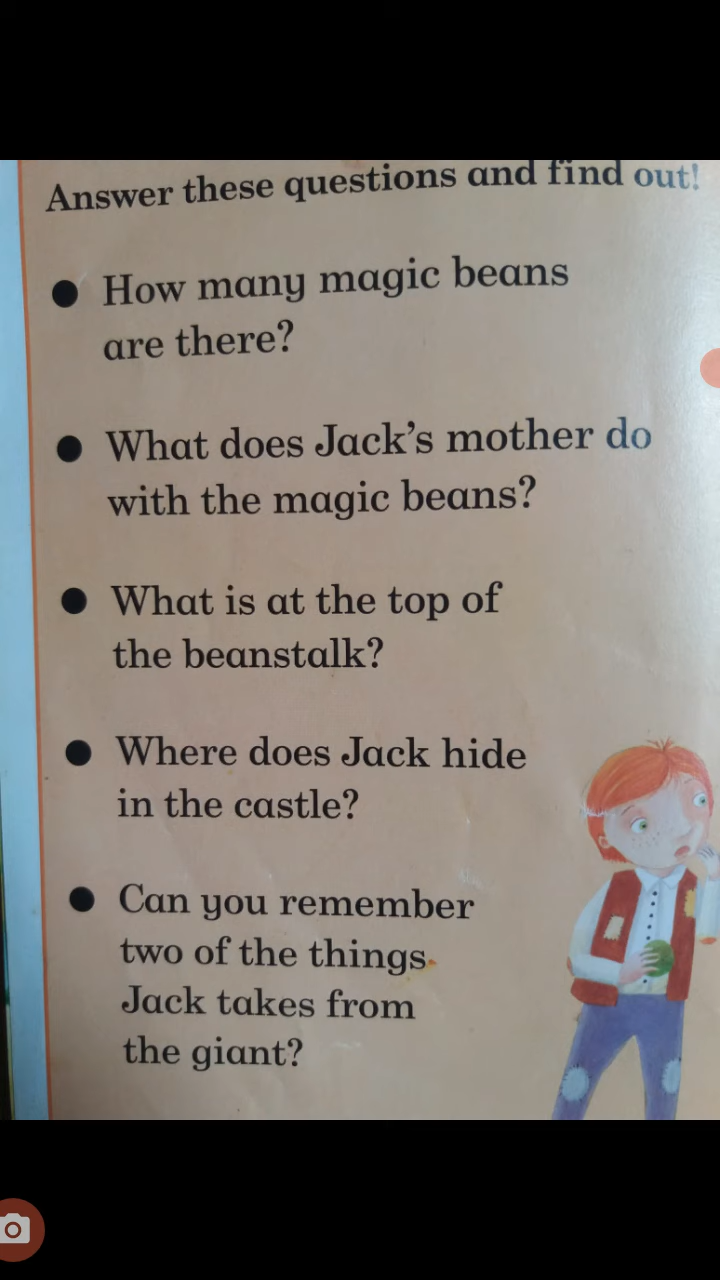 Answer these questions and find out!
● How many magic beans
are there?
● What does Jack's mother do
with the magic beans?
● What is at the top of
the beanstalk?
● Where does Jack hide
in the castle?
● Can you remember
two of the things
Jack takes from
the giant?